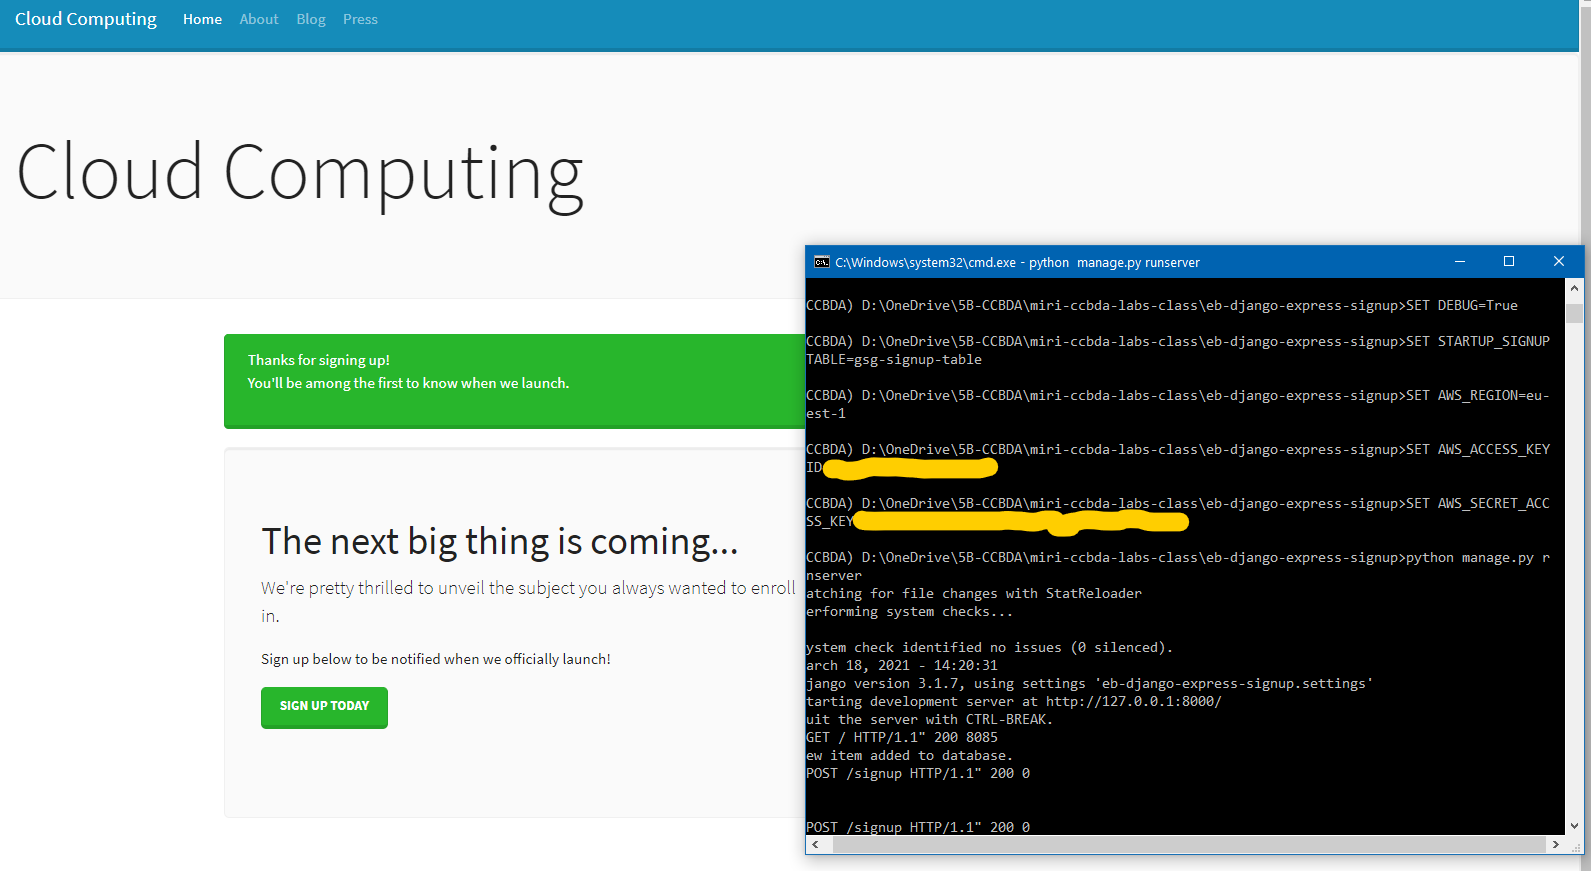 Cloud Computing Home About Blog Press
Cloud Computing
Thanks for signing up!
You'll be among the first to know when we launch.
The next big thing is coming...
We're pretty thrilled to unveil the subject you always wanted to enroll
in.
Sign up below to be notified when we officially launch!
SIGN UP TODAY
C:\Windows\system32\cmd.exe - python  manage.py runserver
CCBDA) D:\OneDrive\5B-CCBDA\miri-ccbda-labs-class\eb-django-express-signup>SET DEBUG=True
CCBDA) D:\OneDrive\5B-CCBDA\miri-ccbda-labs-class\eb-django-express-signup>SET STARTUP_SIGNUP
TABLE=gsg-signup-table
CCBDA) D:\OneDrive\5B-CCBDA\miri-ccbda-labs-class\eb-django-express-signup>SET AWS_REGION=eu-
est-1
CCBDA) D:\OneDrive\5B-CCBDA\miri-ccbda-labs-class\eb-django-express-signup>SET AWS_ACCESS_KEY
ID
CCBDA) D:\OneDrive\5B-CCBDA\miri-ccbda-labs-class\eb-django-express-signup>SET AWS_SECRET_ACC
SS_KEY
CCBDA) D:\OneDrive\5B-CCBDA\miri-ccbda-labs-class\eb-django-express-signup>python manage.py r
nserver
atching for file changes with StatReloader
erforming system checks...
ystem check identified no issues (0 silenced).
arch 18, 2021 - 14:20:31
jango version 3.1.7, using settings 'eb-django-express-signup.settings'
tarting development server at http://127.0.0.1:8000/
uit the server with CTRL-BREAK.
GET / HTTP/1.1" 200 8085
ew item added to database.
POST /signup HTTP/1.1" 200 0
POST /signup HTTP/1.1" 200 0